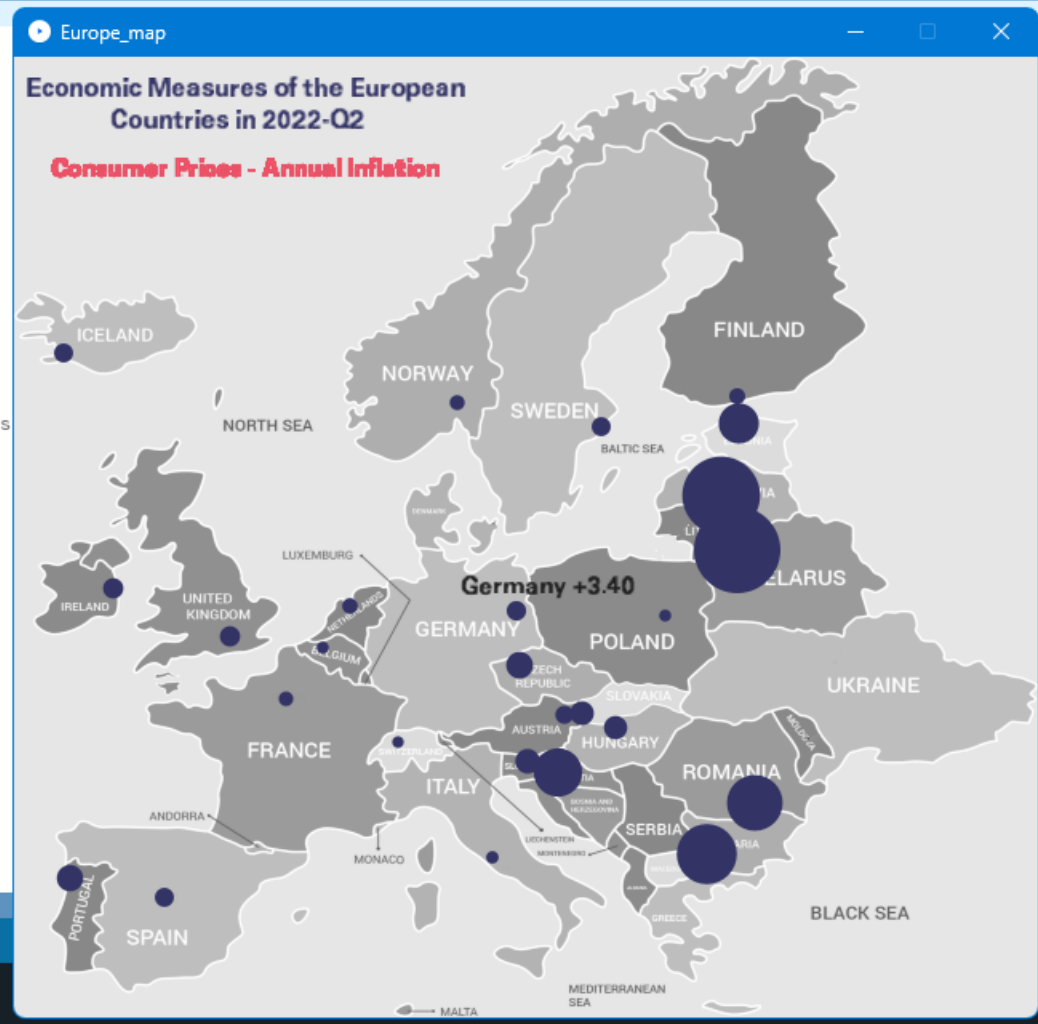 Europe_map
Economic Measures of the European
Countries in 2022-Q2
Consumer Prices - Annual Inflation
ICELAND
FINLAND
NORWAY
SWEDEN
NORTH SEA
s
BALTIC SEA
DENMARK
LUXEMBURG
Germany +3.40
ELARUS
IRELAND
UNITED
KINGDOM
NETHERLANDS
GERMANY
POLAND
BELGIUM
ZECH
REPUBLIC
SLOVAKIA
UKRAINE
AUSTRIA
HUNGARY
MOLDOVA
FRANCE
SWITZERLAND
ITALY
ROMANIA
BOSNIA AND
HERZEGOVINA
ANDORRA
SERBIA
LIECHTENSTEIN
MONTENEGRO
MONACO
ARIA
ALBANIA
PORTUGAL
SPAIN
GREECE
BLACK SEA
MEDITERRANEAN
SEA
MALTA